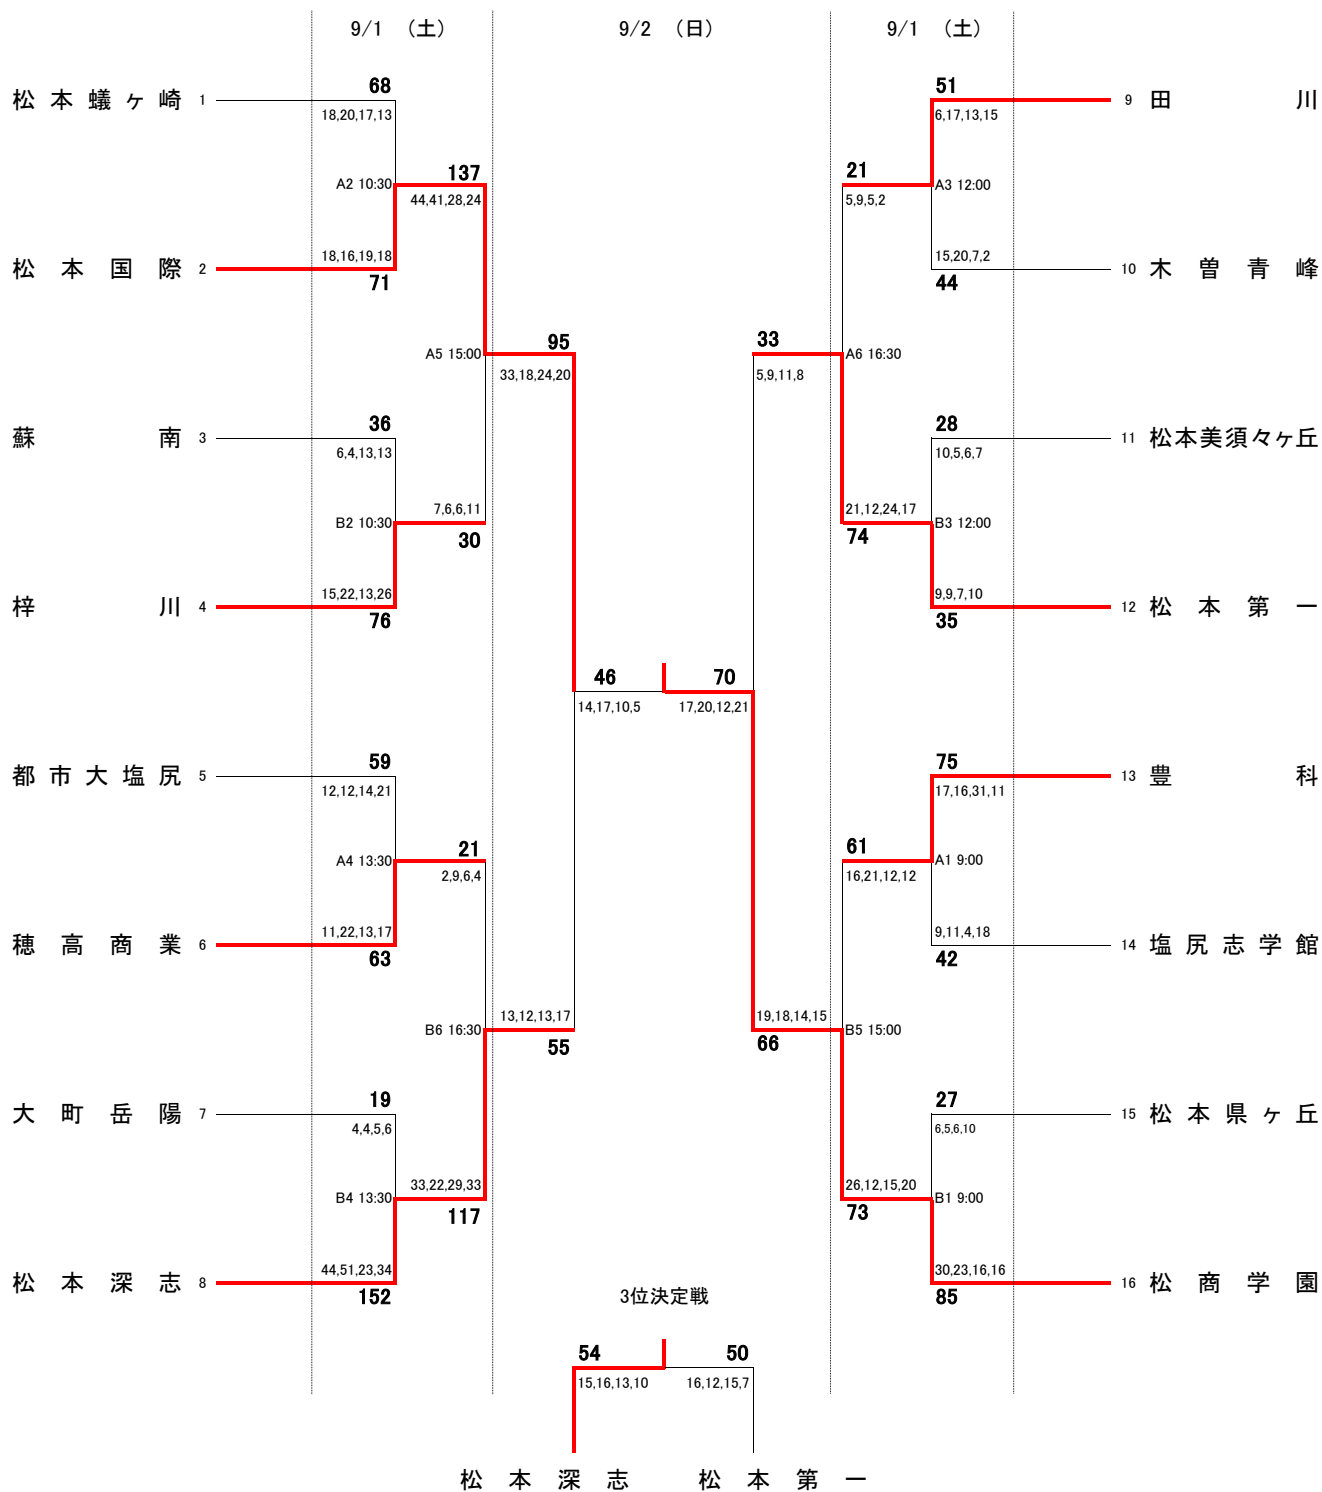 9/1 （土）
9/2 （日）
9/1 （土）
68
松本蟻ヶ崎 1
18,20,17,13
137
A2 10:30
44,41,28,24
18,16,19,18
松本国際 2
71
95
A5 15:00
33,18,24,20
36
蘇南 3
6,4,13,13
7,6,6,11
B2 10:30
30
15,22,13,26
梓川 4
76
46
14,17,10,5
59
都市大塩尻 5
12,12,14,21
21
A4 13:30
2,9,6,4
11,22,13,17
穂高商業 6
63
13,12,13,17
B6 16:30
55
19
大町岳陽 7
4,4,5,6
33,22,29,33
B4 13:30
117
44,51,23,34
松本深志 8
152
51
9 田川
6,17,13,15
21
A3 12:00
5,9,5,2
15,20,7,2
10 木曽青峰
44
33
A6 16:30
5,9,11,8
28
11 松本美須々ヶ丘
10,5,6,7
21,12,24,17
B3 12:00
74
9,9,7,10
12 松本第一
35
70
17,20,12,21
75
13 豊科
17,16,31,11
61
A1 9:00
16,21,12,12
9,11,4,18
14 塩尻志学館
42
19,18,14,15
B5 15:00
66
27
15 松本県ヶ丘
6,5,6,10
26,12,15,20
B1 9:00
73
30,23,16,16
16 松商学園
85
3位決定戦
54 50
15,16,13,10 16,12,15,7
松本深志 松本第一